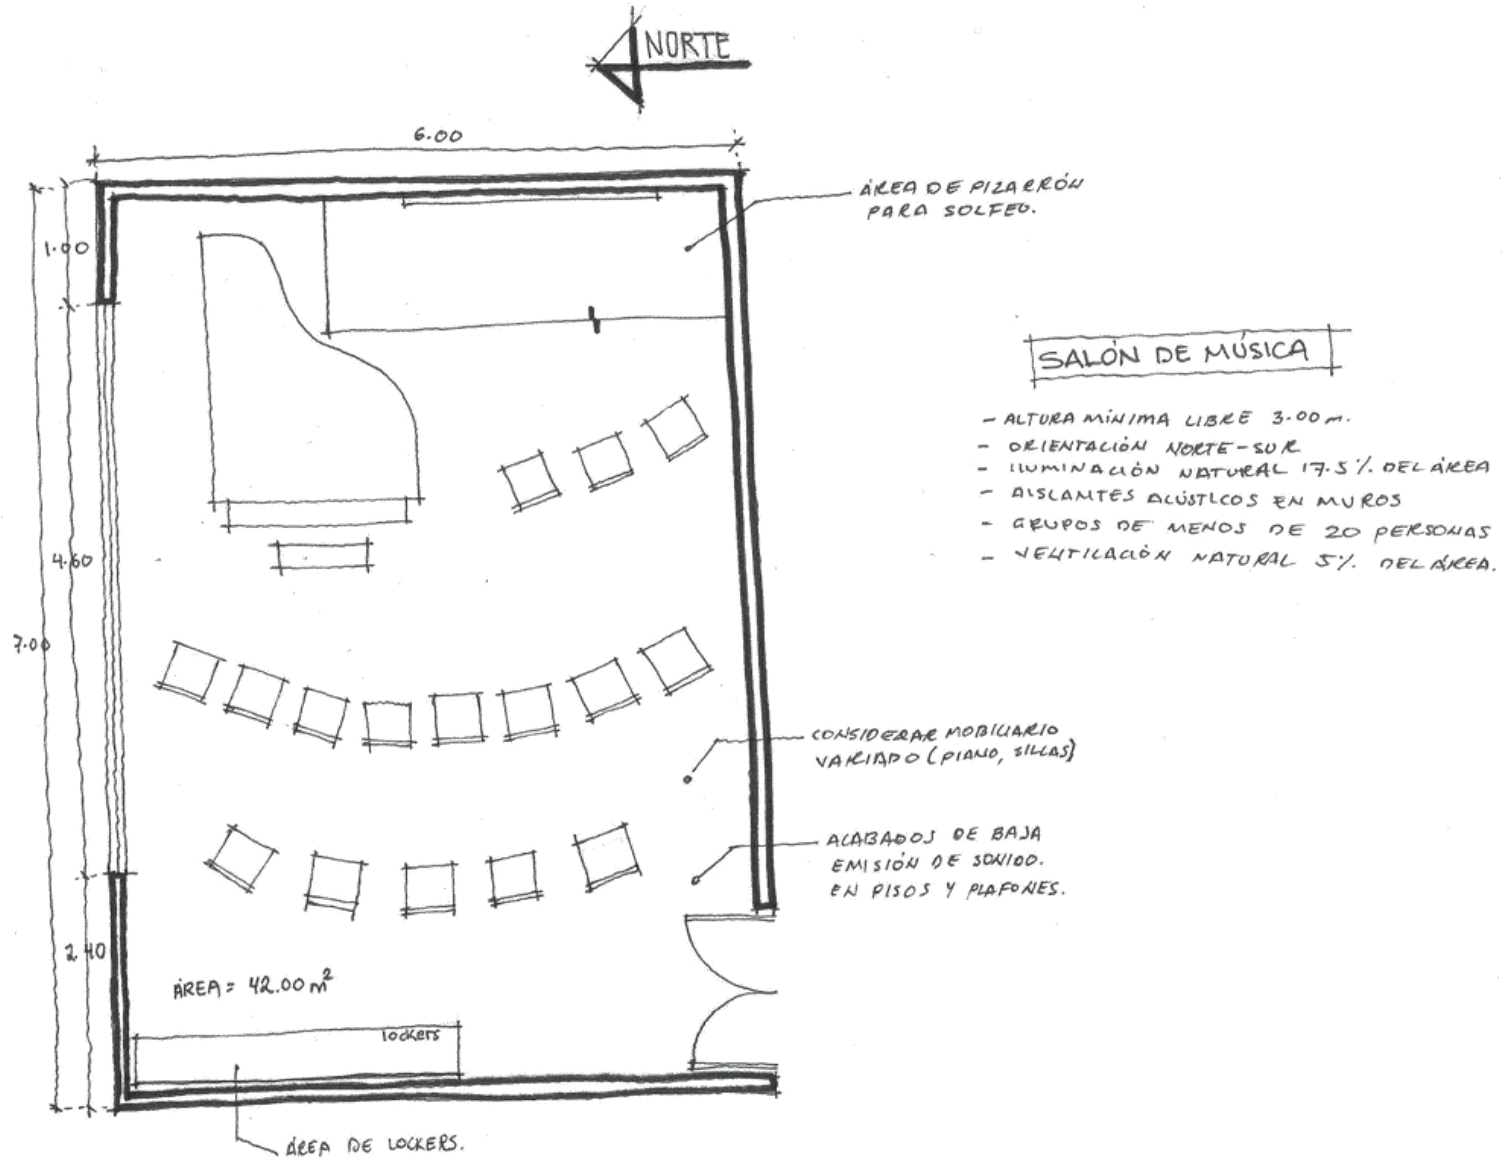 NORTE
6.00
ÁREA DE PIZARRÓN
PARA SOLFEO.
1.00
SALÓN DE MÚSICA
- ALTURA MÍNIMA LIBRE 3.00 m.
- ORIENTACIÓN NORTE-SUR
- ILUMINACIÓN NATURAL 17.5%. DEL ÁREA
- AISLANTES ACÚSTICOS EN MUROS
- GRUPOS DE MENOS DE 20 PERSONAS
- VENTILACIÓN NATURAL 5%. DEL ÁREA.
4.60
7.00
CONSIDERAR MOBILIARIO
VARIADO (PIANO, SILLAS)
ACABADOS DE BAJA
EMISIÓN DE SONIDO.
EN PISOS Y PLAFONES.
2.40
ÁREA = 42.00 m²
lockers
ÁREA DE LOCKERS.